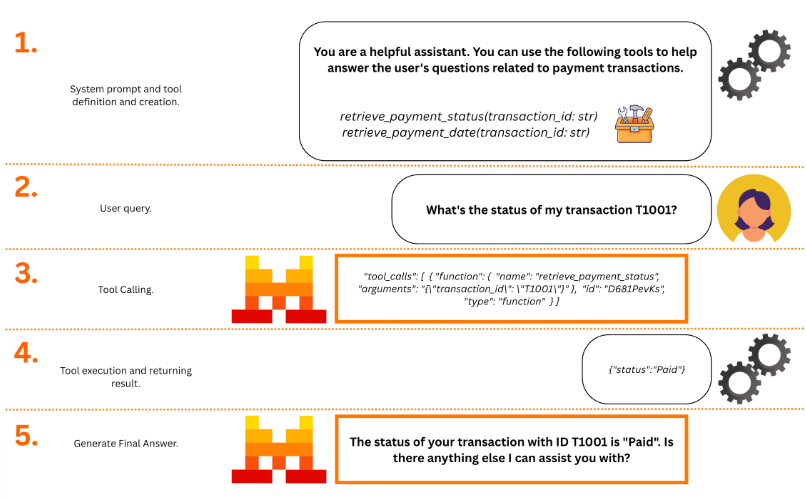 1.
System prompt and tool
definition and creation.
You are a helpful assistant. You can use the following tools to help
answer the user's questions related to payment transactions.
retrieve_payment_status(transaction_id: str)
retrieve_payment_date(transaction_id: str)
2.
User query.
What's the status of my transaction T1001?
3.
Tool Calling.
"tool_calls": [ { "function": { "name": "retrieve_payment_status",
"arguments": "{\"transaction_id\": \"T1001\"}" }, "id": "D681PevKs",
"type": "function" } ]
4.
Tool execution and returning
result.
{"status":"Paid"}
5.
Generate Final Answer.
The status of your transaction with ID T1001 is "Paid". Is
there anything else I can assist you with?